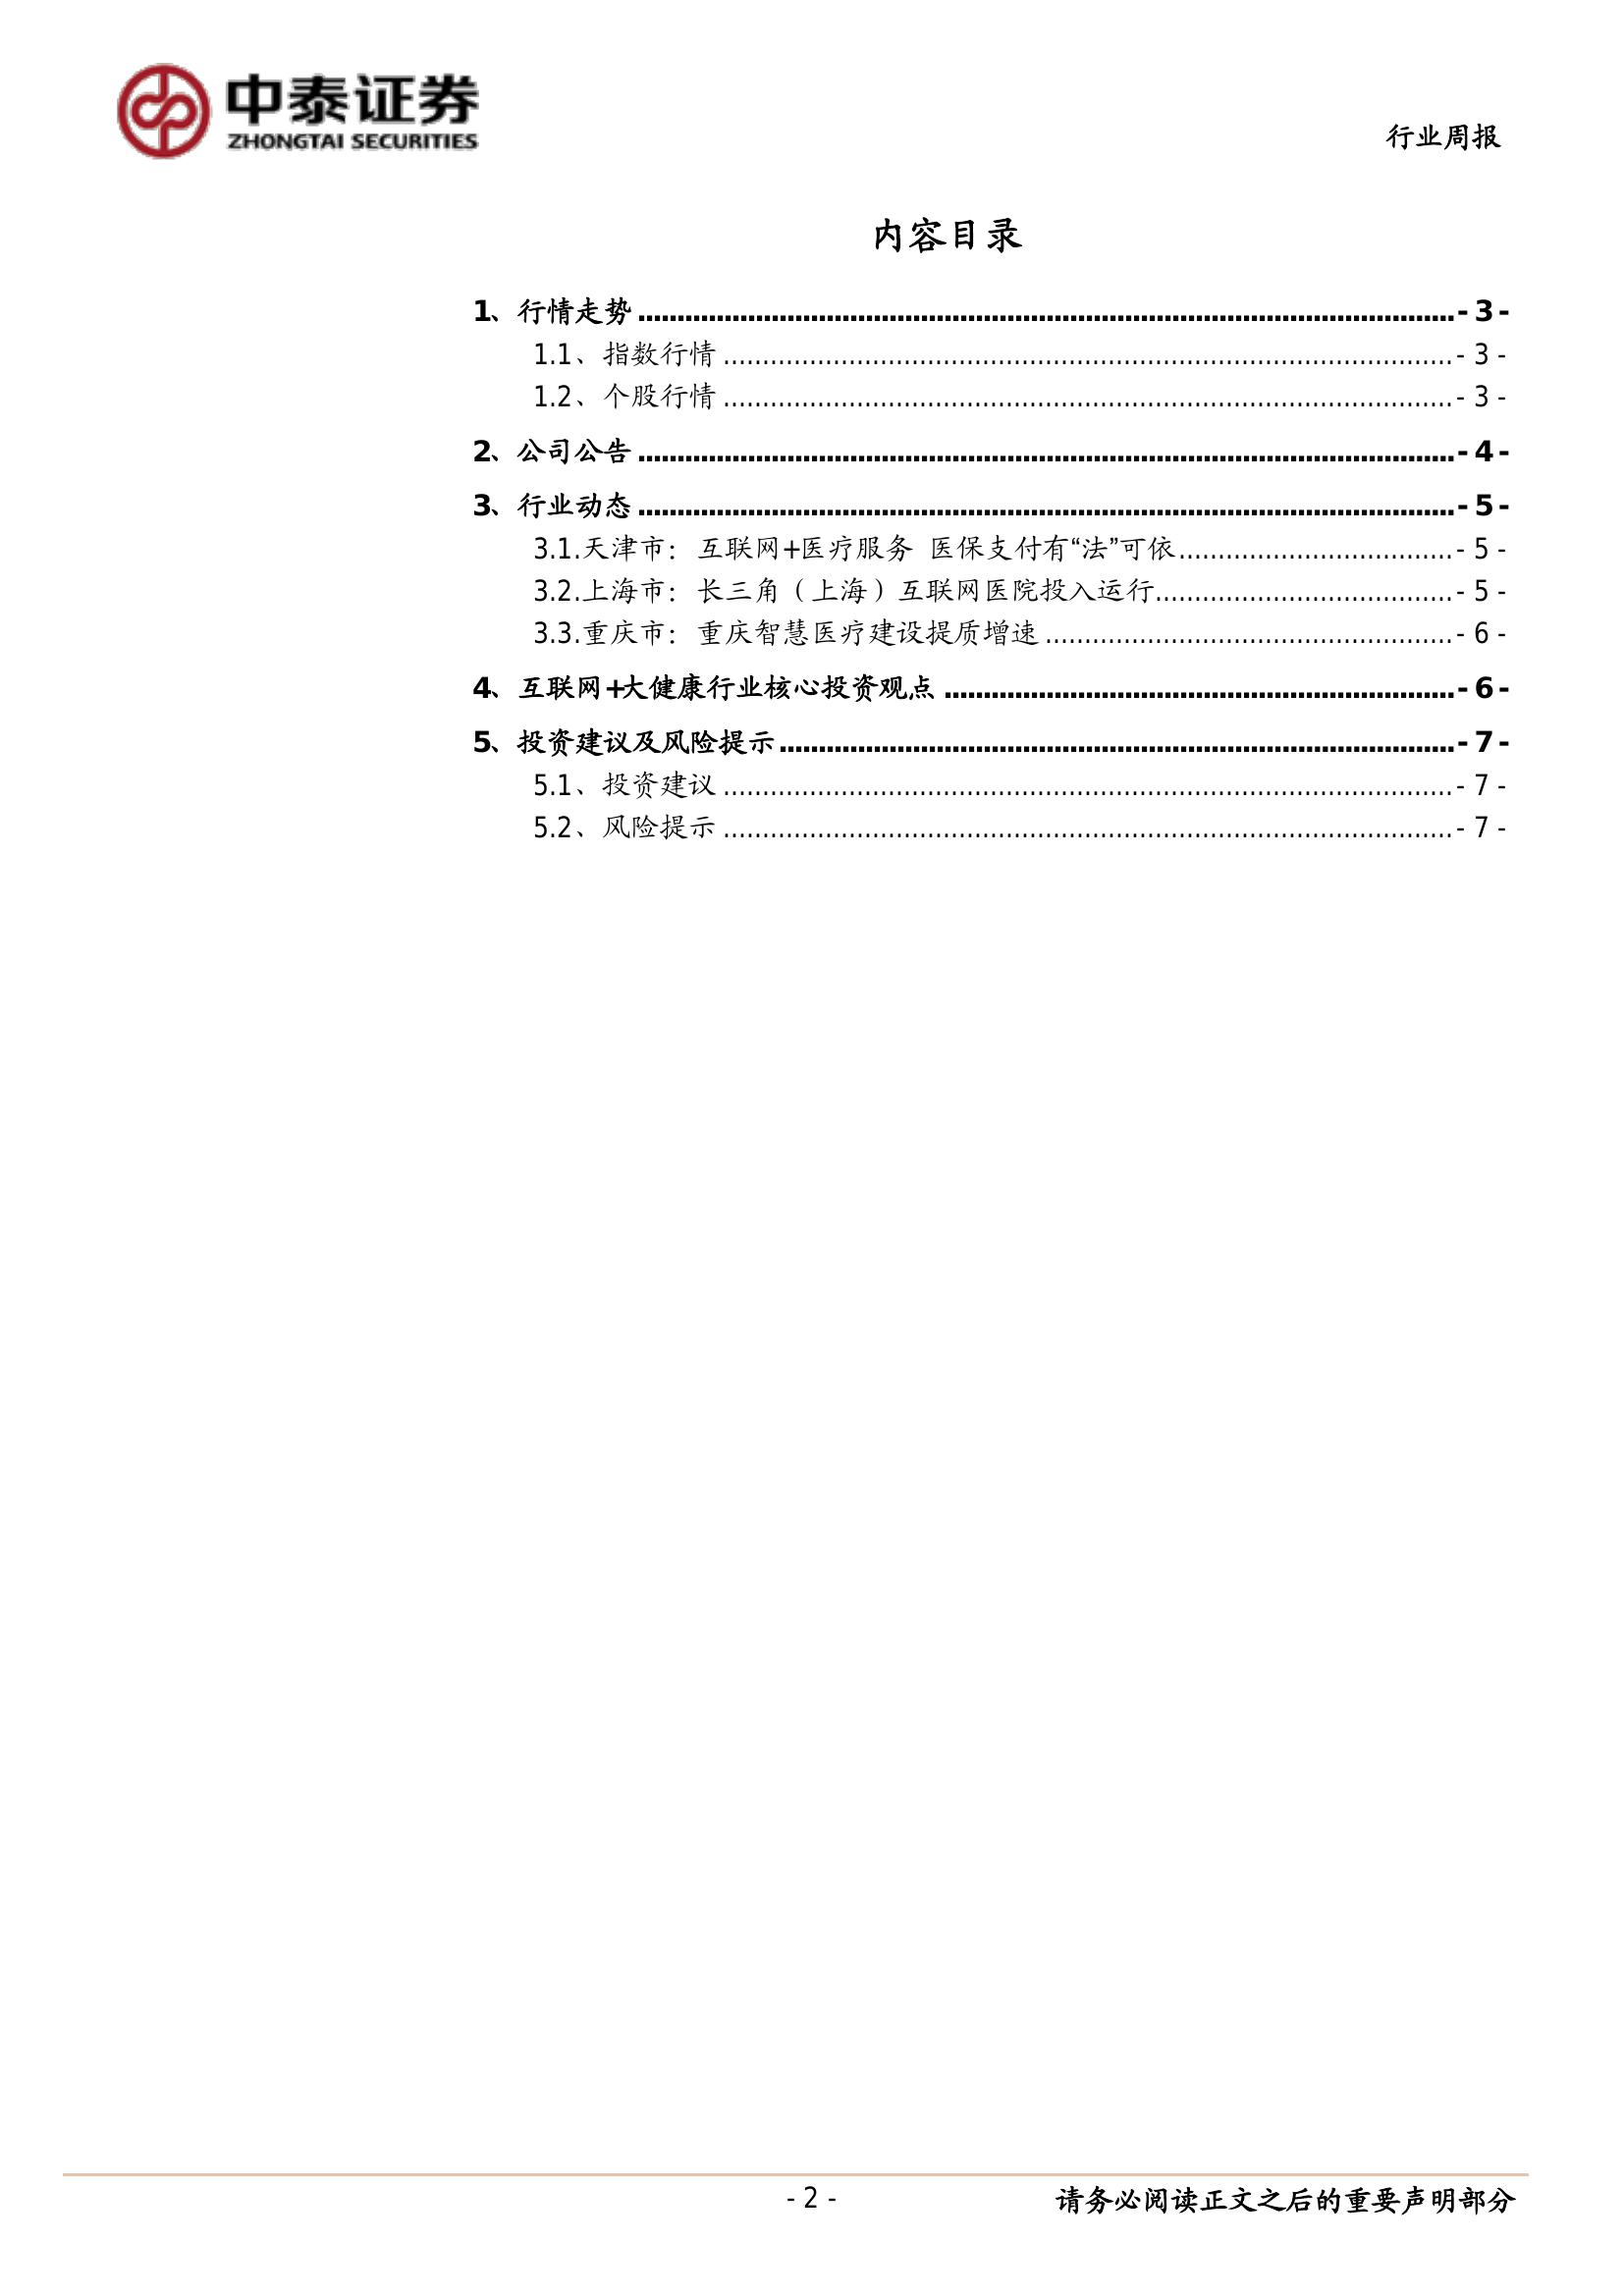 中泰证券
ZHONGTAI SECURITIES
行业周报
内容目录
1、行情走势 ................ - 3 -
1.1、指数行情 ................ - 3 -
1.2、个股行情 ................ - 3 -
2、公司公告 ................ - 4 -
3、行业动态 ................ - 5 -
3.1.天津市： 互联网+医疗服务 医保支付有“法”可依 ................ - 5 -
3.2.上海市： 长三角（上海）互联网医院投入运行 ................ - 5 -
3.3.重庆市： 重庆智慧医疗建设提质增速 ................ - 6 -
4、互联网+大健康行业核心投资观点 ................ - 6 -
5、投资建议及风险提示 ................ - 7 -
5.1、投资建议 ................ - 7 -
5.2、风险提示 ................ - 7 -
- 2 -
请务必阅读正文之后的重要声明部分